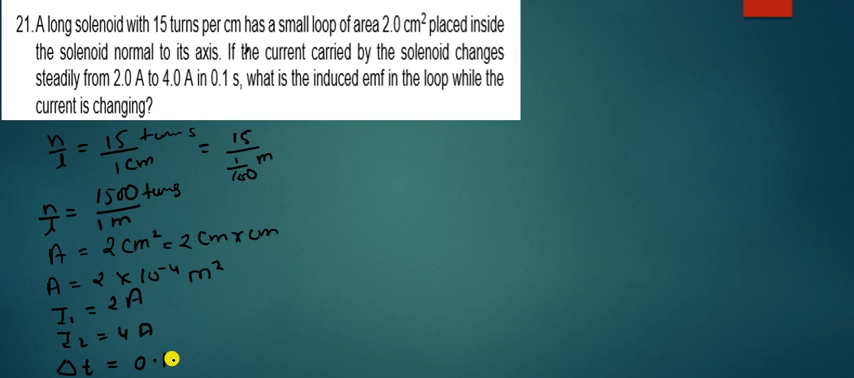 21. A long solenoid with 15 turns per cm has a small loop of area 2.0 cm² placed inside
the solenoid normal to its axis. If the current carried by the solenoid changes
steadily from 2.0 A to 4.0 A in 0.1 s, what is the induced emf in the loop while the
current is changing?
n/l = 15 turns/1 cm = 15/(1/100) m
n/l = 1500 turns/1 m
A = 2 cm² = 2 cm × cm
A = 2 × 10⁻⁴ m²
I₁ = 2 A
I₂ = 4 A
Δt = 0.